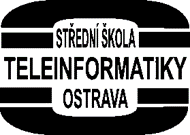 STŘEDNÍ ŠKOLA
TELEINFORMATIKY
OSTRAVA